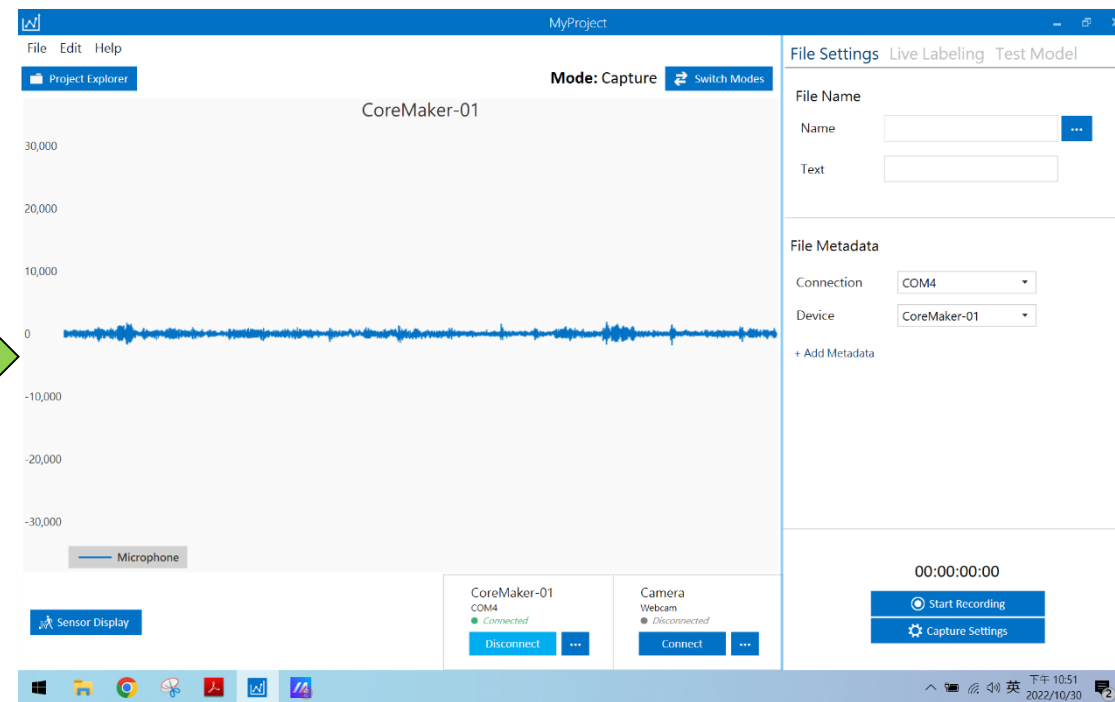 MyProject
File Edit Help
Project Explorer
Mode: Capture
Switch Modes
CoreMaker-01
30,000
20,000
10,000
0
-10,000
-20,000
-30,000
Microphone
Sensor Display
CoreMaker-01
COM4
Connected
Disconnect
...
Camera
Webcam
Disconnected
Connect
...
File Settings Live Labeling Test Model
File Name
Name
...
Text
File Metadata
Connection COM4
Device CoreMaker-01
+ Add Metadata
00:00:00:00
Start Recording
Capture Settings
英
下午 10:51
2022/10/30
2